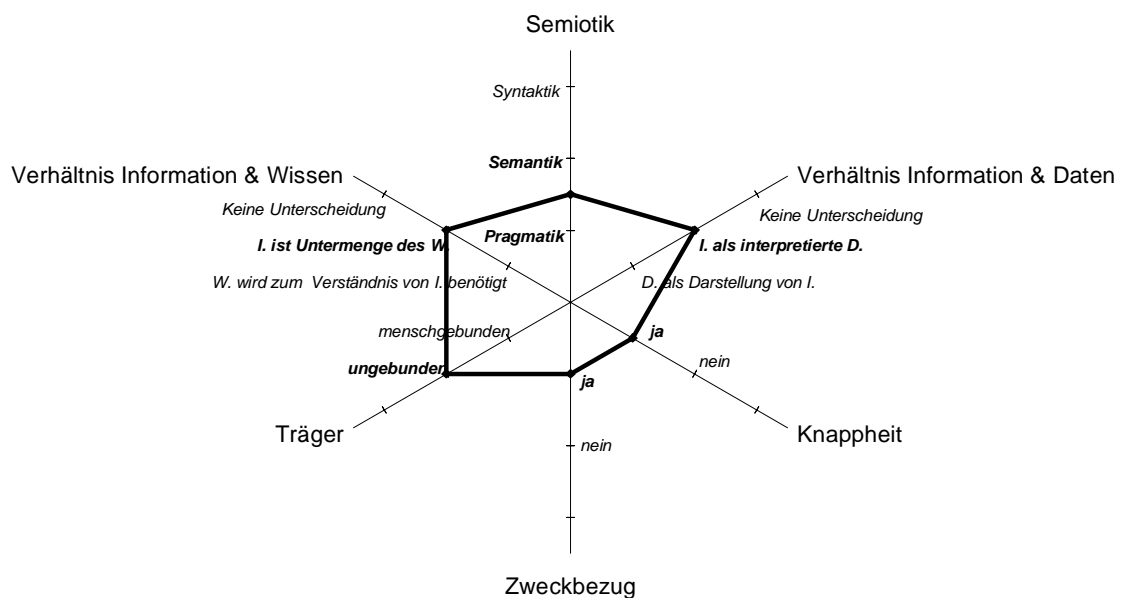 Semiotik
Syntaktik
Semantik
Pragmatik
Verhältnis Information & Wissen
Keine Unterscheidung
I. ist Untermenge des W.
W. wird zum Verständnis von I. benötigt
Verhältnis Information & Daten
Keine Unterscheidung
I. als interpretierte D.
D. als Darstellung von I.
menschgebunden
ungebunden
Träger
ja
nein
Knappheit
ja
nein
Zweckbezug